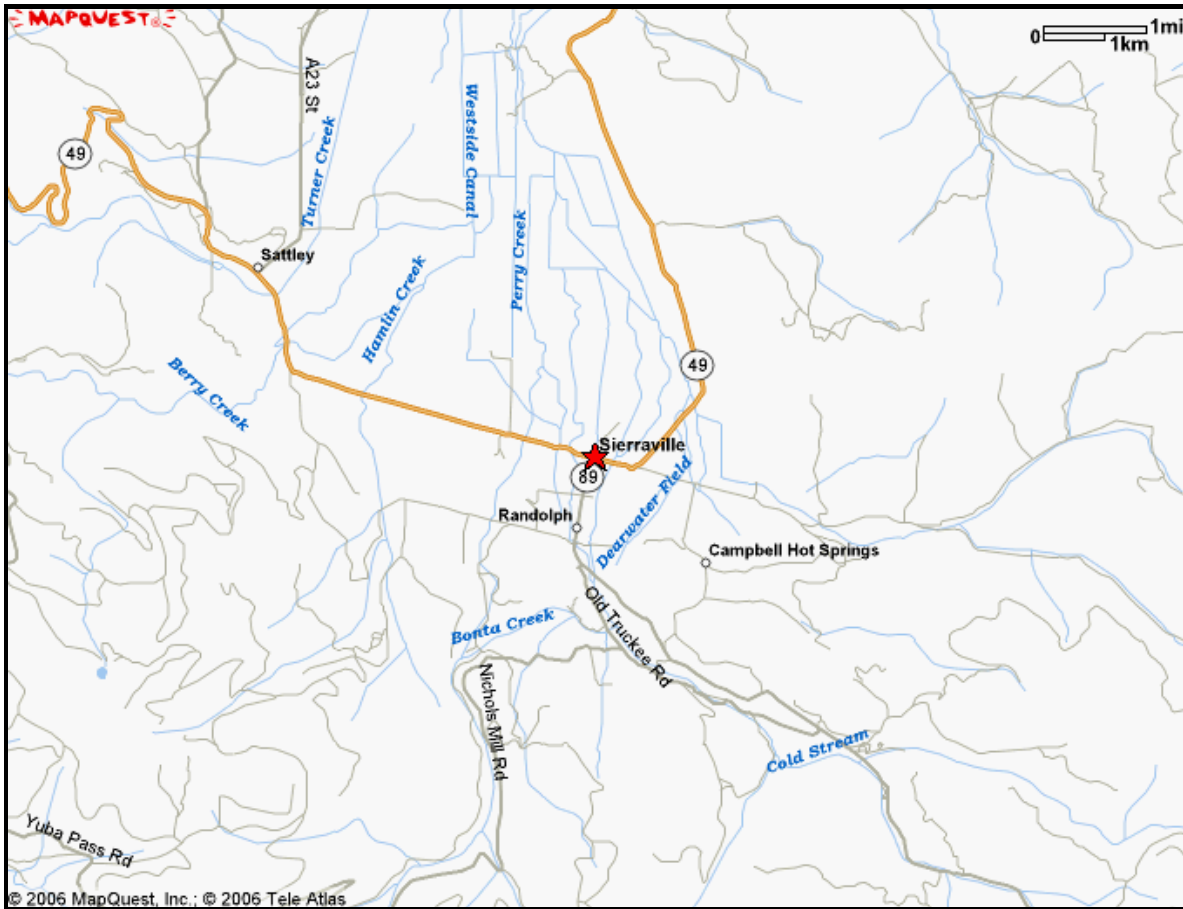 MAPQUEST®
0 1mi
1km
A23 St
Westside Canal
49
Turner Creek
Perry Creek
Sattley
Hamlin Creek
49
Berry Creek
Sierraville
89
Dearwater Field
Randolph
Campbell Hot Springs
Old Truckee Rd
Bonta Creek
Nichols Mill Rd
Cold Stream
Yuba Pass Rd
© 2006 MapQuest, Inc.; © 2006 Tele Atlas